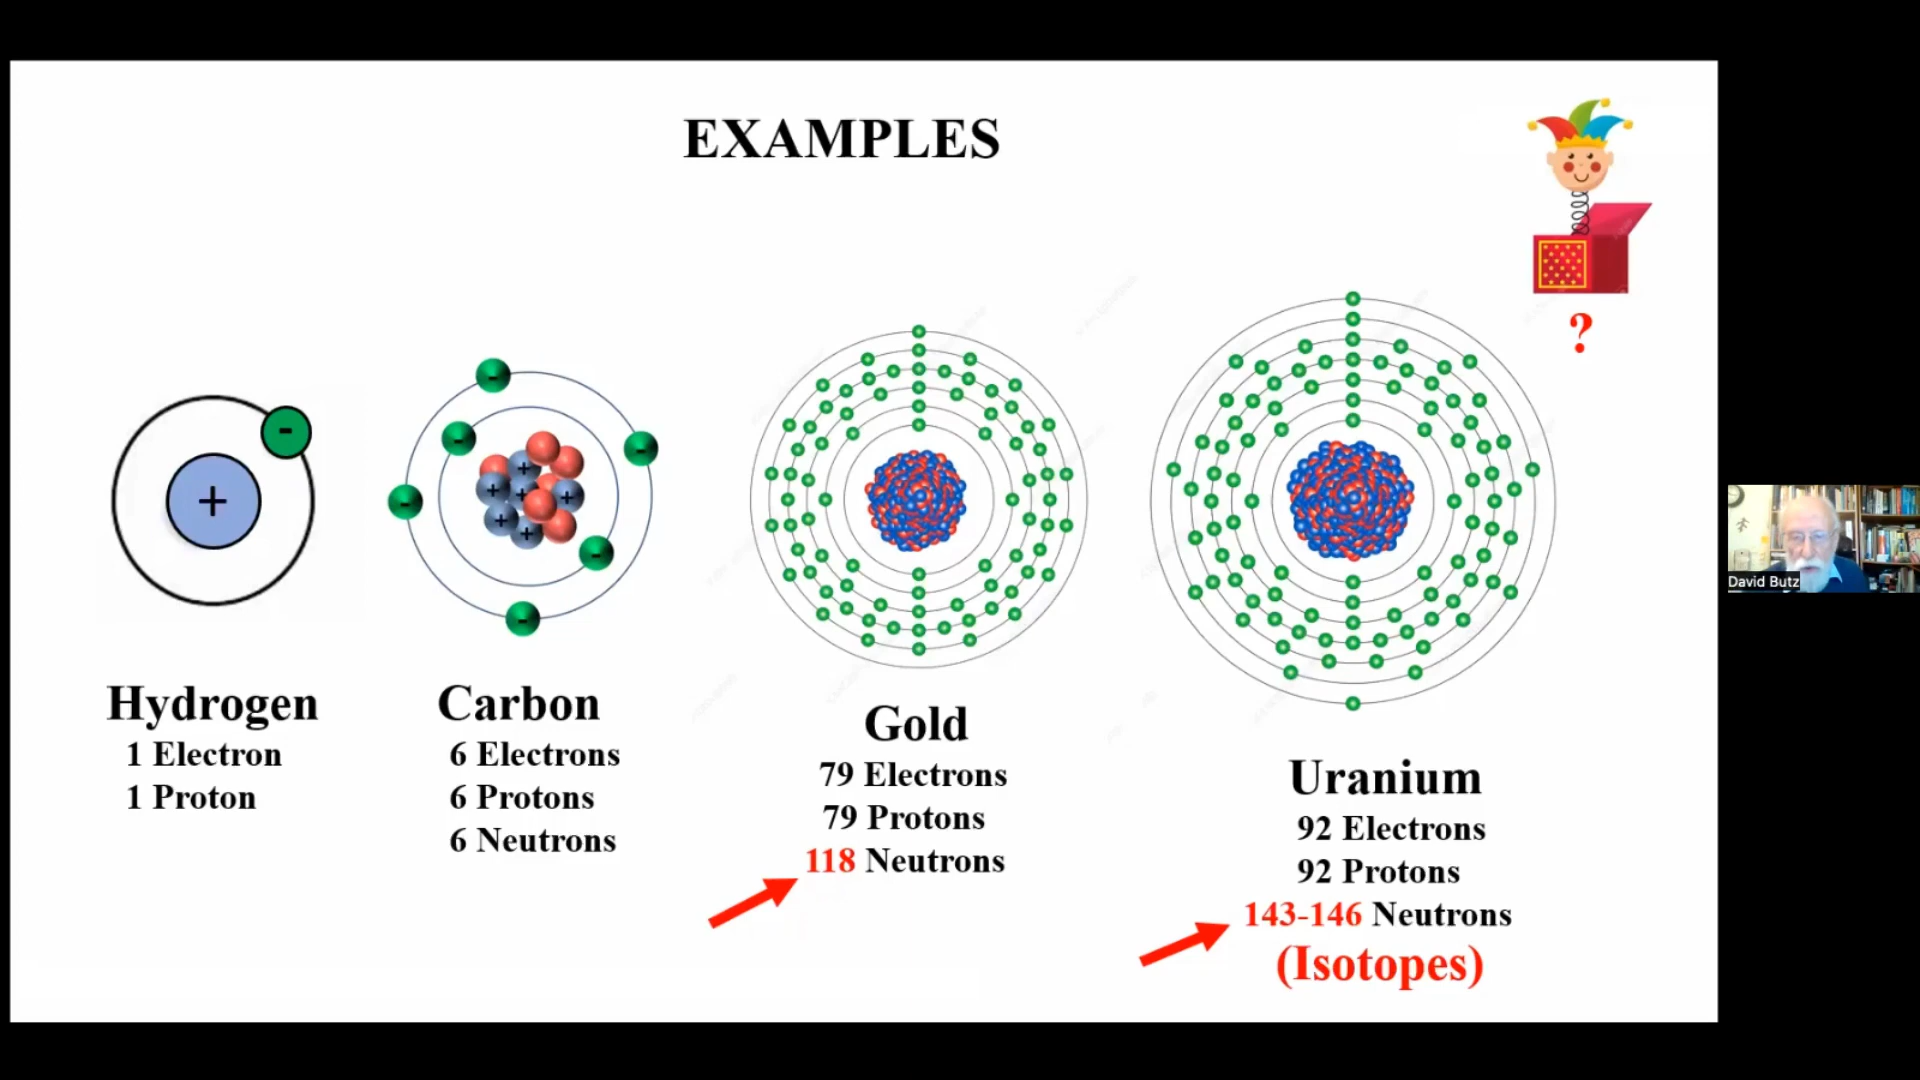 EXAMPLES
?
Hydrogen
1 Electron
1 Proton
Carbon
6 Electrons
6 Protons
6 Neutrons
Gold
79 Electrons
79 Protons
118 Neutrons
Uranium
92 Electrons
92 Protons
143-146 Neutrons
(Isotopes)
David Butz